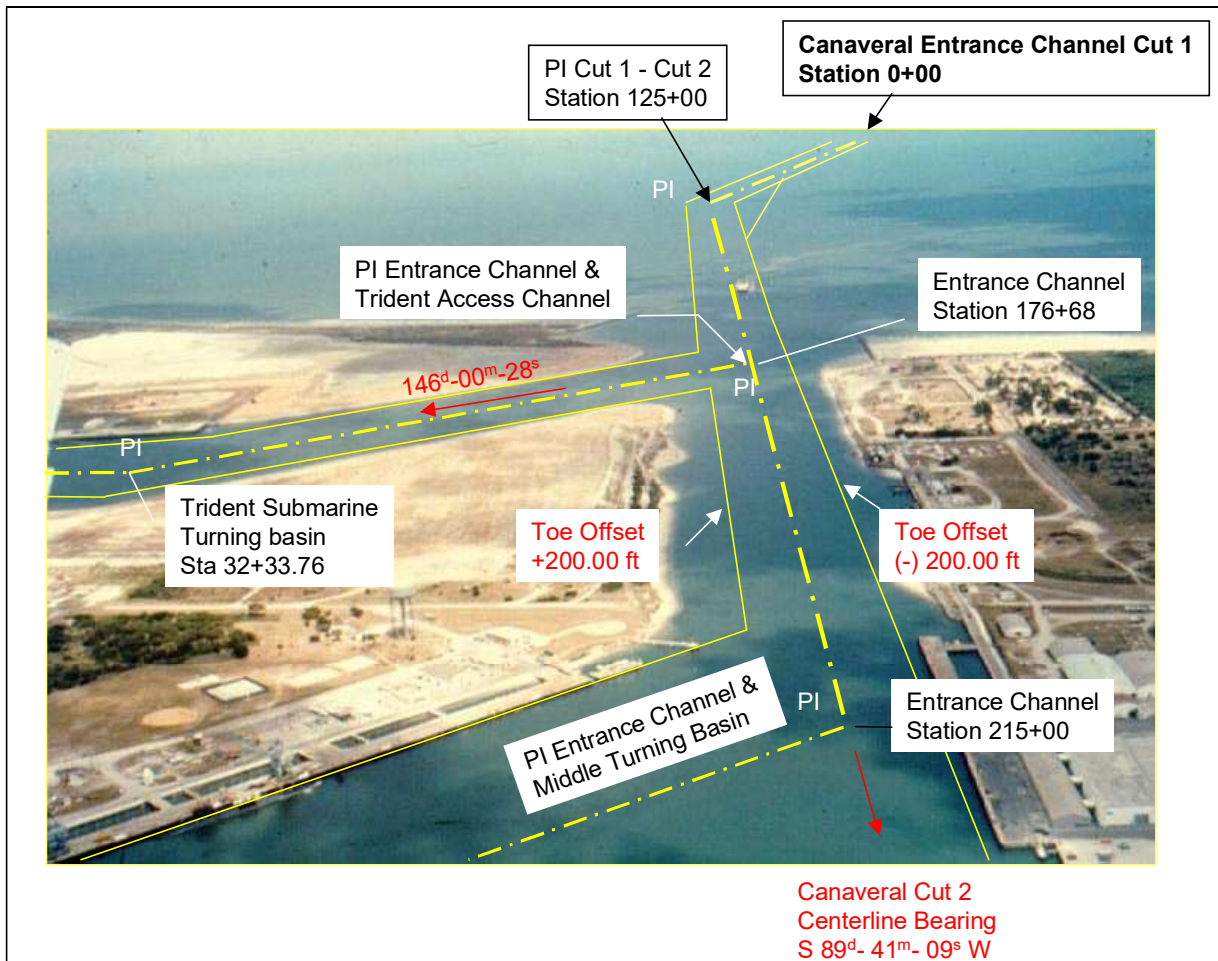 Canaveral Entrance Channel Cut 1
Station 0+00
PI Cut 1 - Cut 2
Station 125+00
PI
PI Entrance Channel &
Trident Access Channel
Entrance Channel
Station 176+68
146d-00m-28s
PI
PI
Trident Submarine
Turning basin
Sta 32+33.76
Toe Offset
+200.00 ft
Toe Offset
(-) 200.00 ft
PI
PI Entrance Channel &
Middle Turning Basin
Entrance Channel
Station 215+00
Canaveral Cut 2
Centerline Bearing
S 89d- 41m- 09s W